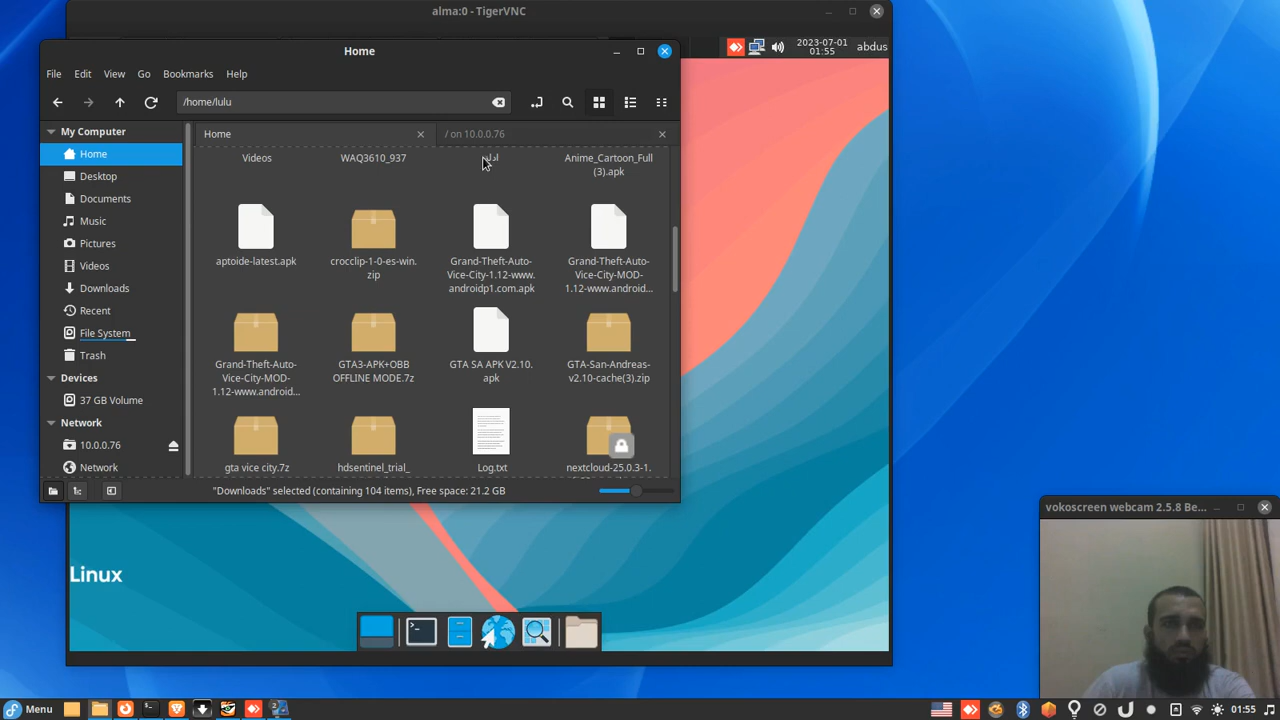 alma:0 - TigerVNC
2023-07-01
01:55
abdus
Home
File Edit View Go Bookmarks Help
/home/lulu
Home
/ on 10.0.0.76
My Computer
Home
Desktop
Documents
Music
Pictures
Videos
Downloads
Recent
File System
Trash
Devices
37 GB Volume
Network
10.0.0.76
Network
Videos
WAQ3610_937
Anime_Cartoon_Full
(3).apk
aptoide-latest.apk
crocclip-1-0-es-win.
zip
Grand-Theft-Auto-
Vice-City-1.12-www.
androidp1.com.apk
Grand-Theft-Auto-
Vice-City-MOD-
1.12-www.android...
Grand-Theft-Auto-
Vice-City-MOD-
1.12-www.android...
GTA3-APK+OBB
OFFLINE MODE.7z
GTA SA APK V2.10.
apk
GTA-San-Andreas-
v2.10-cache(3).zip
gta vice city.7z
hdsentinel_trial_
Log.txt
nextcloud-25.0.3-1.
"Downloads" selected (containing 104 items), Free space: 21.2 GB
Linux
vokoscreen webcam 2.5.8 Be...
Menu
01:55